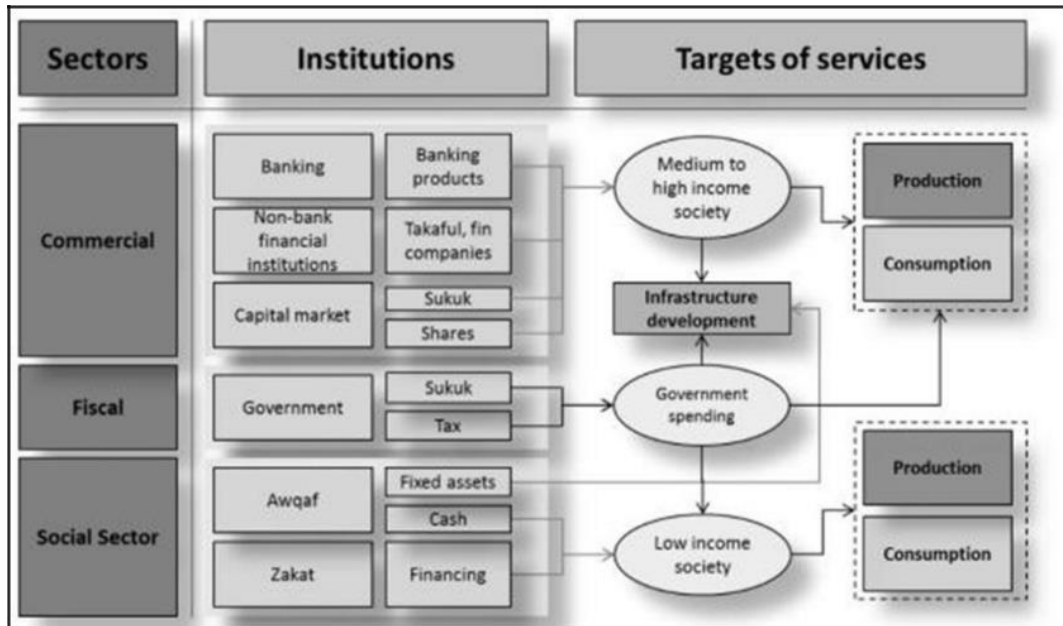 Sectors
Institutions
Targets of services
Commercial
Banking
Banking
products
Non-bank
financial
institutions
Takaful, fin
companies
Capital market
Sukuk
Shares
Medium to
high income
society
Infrastructure
development
Production
Consumption
Fiscal
Government
Sukuk
Tax
Government
spending
Social Sector
Awqaf
Fixed assets
Cash
Zakat
Financing
Low income
society
Production
Consumption